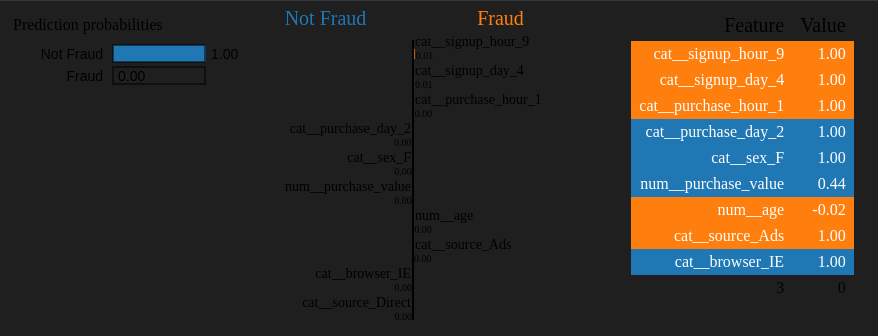 Prediction probabilities
Not Fraud 1.00
Fraud 0.00
Not Fraud Fraud
cat__signup_hour_9
0.01
cat__signup_day_4
0.01
cat__purchase_hour_1
0.00
cat__purchase_day_2
0.00
cat__sex_F
0.00
num__purchase_value
0.00
num__age
0.00
cat__source_Ads
0.00
cat__browser_IE
0.00
cat__source_Direct
0.00
Feature Value
cat__signup_hour_9 1.00
cat__signup_day_4 1.00
cat__purchase_hour_1 1.00
cat__purchase_day_2 1.00
cat__sex_F 1.00
num__purchase_value 0.44
num__age -0.02
cat__source_Ads 1.00
cat__browser_IE 1.00
3 0